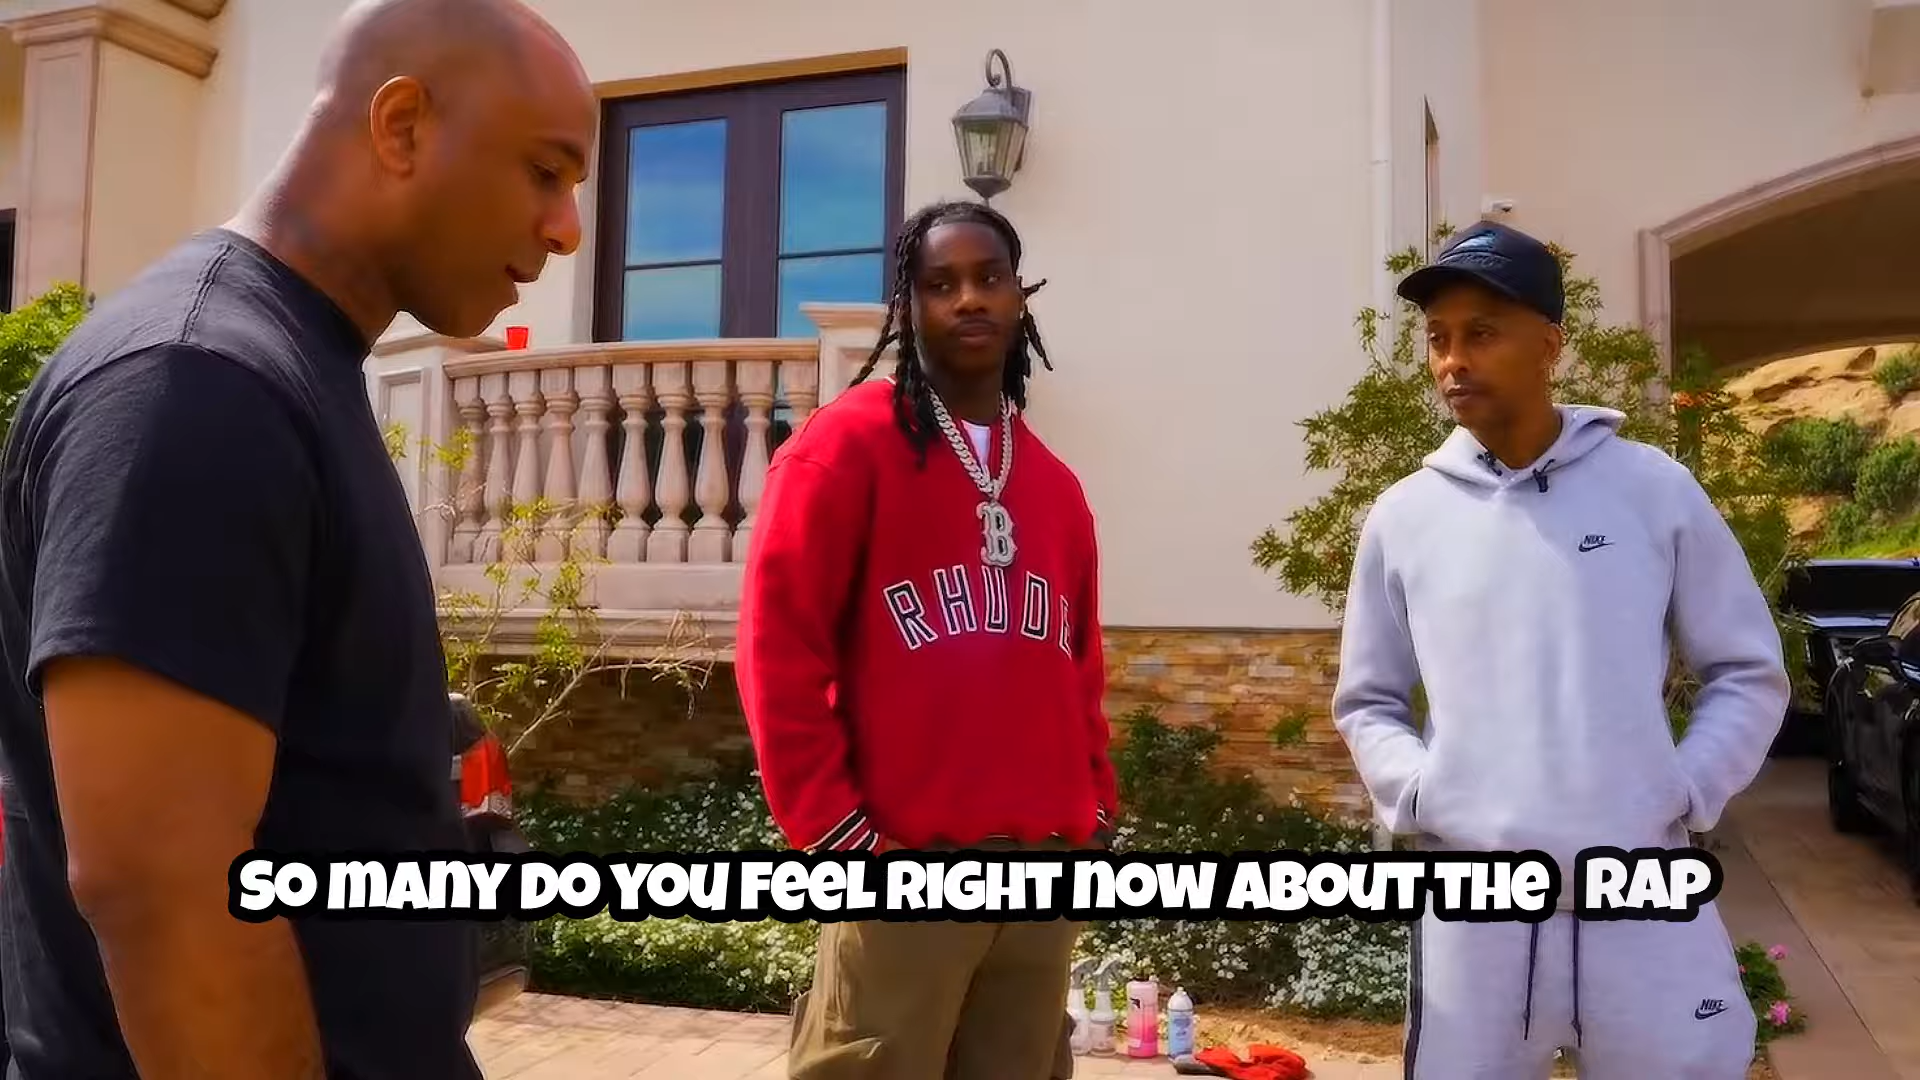 B
RHUDE
NIKE
SO MANY DO YOU FEEL RIGHT NOW ABOUT THE RAP
NIKE